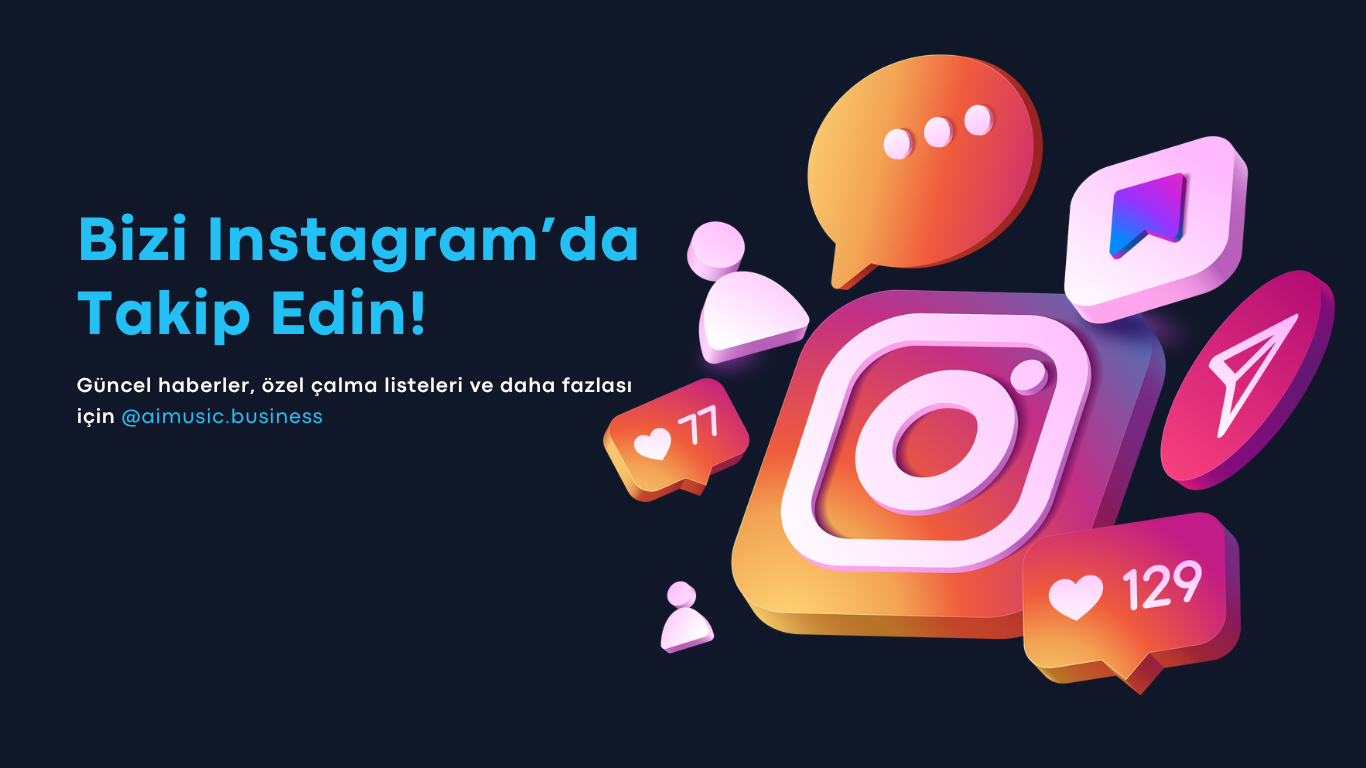 Bizi Instagram’da
Takip Edin!
Güncel haberler, özel çalma listeleri ve daha fazlası
için @aimusic.business
77
129